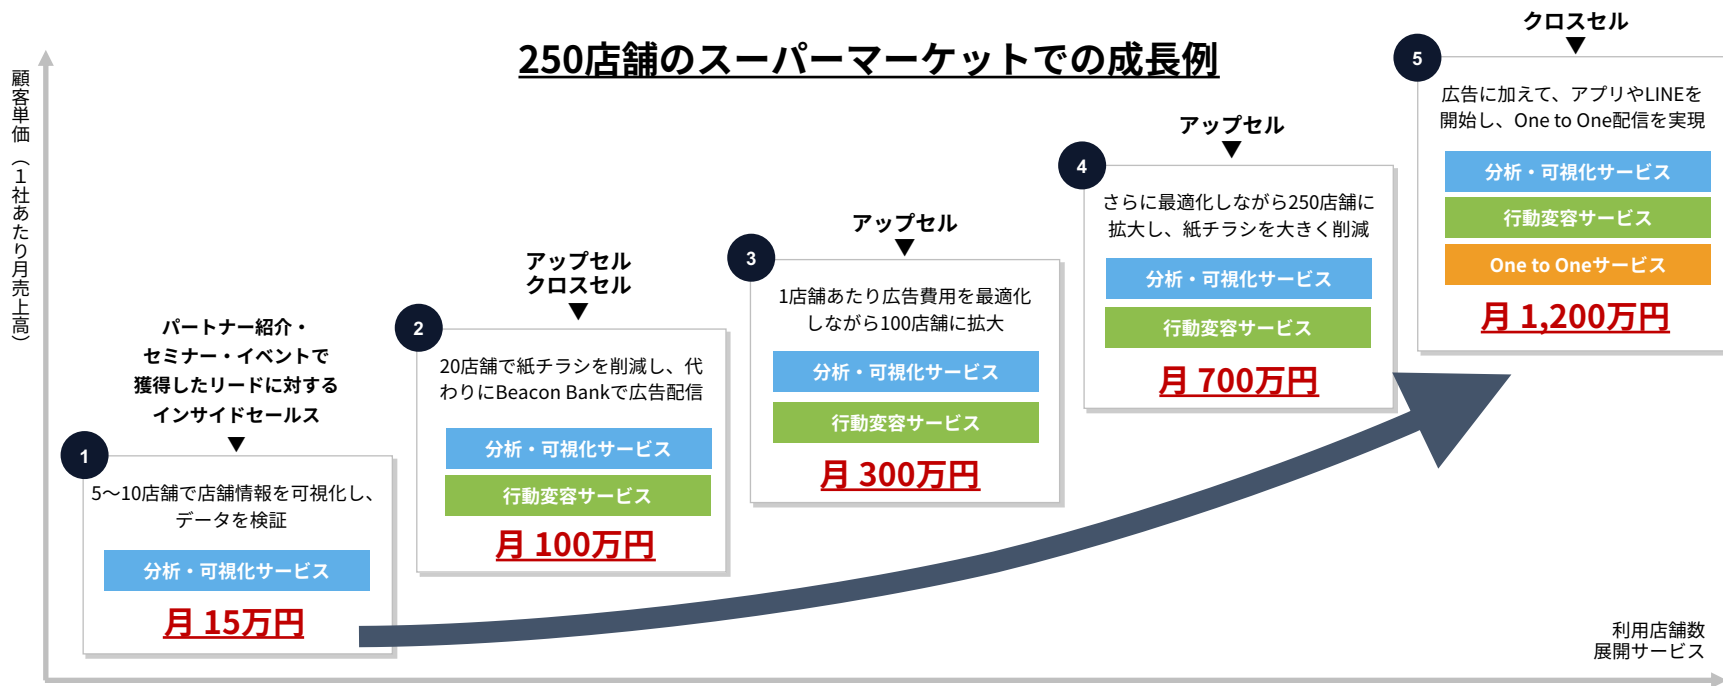 250店舗のスーパーマーケットでの成長例
顧客単価（１社あたり月売上高）
パートナー紹介・
セミナー・イベントで
獲得したリードに対する
インサイドセールス
▼
1
5〜10店舗で店舗情報を可視化し、
データを検証
分析・可視化サービス
月 15万円
アップセル
クロスセル
▼
2
20店舗で紙チラシを削減し、代
わりにBeacon Bankで広告配信
分析・可視化サービス
行動変容サービス
月 100万円
アップセル
▼
3
1店舗あたり広告費用を最適化
しながら100店舗に拡大
分析・可視化サービス
行動変容サービス
月 300万円
アップセル
▼
4
さらに最適化しながら250店舗に
拡大し、紙チラシを大きく削減
分析・可視化サービス
行動変容サービス
月 700万円
クロスセル
▼
5
広告に加えて、アプリやLINEを
開始し、One to One配信を実現
分析・可視化サービス
行動変容サービス
One to Oneサービス
月 1,200万円
利用店舗数
展開サービス